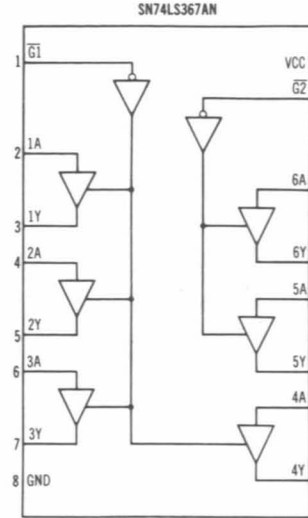 SN74LS367AN
1 G1
VCC
G2
2 1A
6A
3 1Y
6Y
4 2A
5A
5 2Y
5Y
6 3A
4A
7 3Y
4Y
8 GND